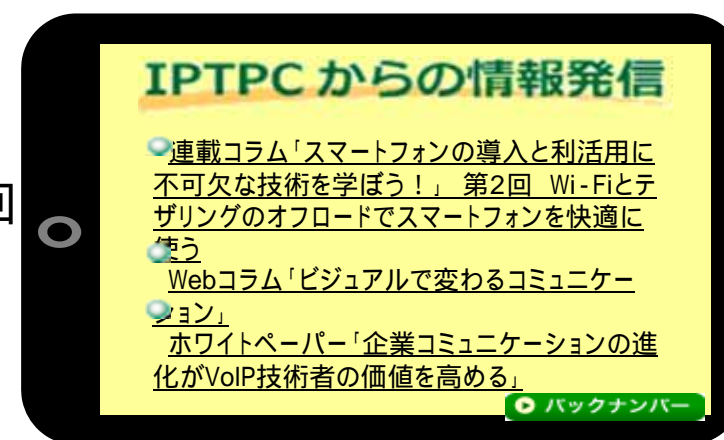 IPTPC からの情報発信
連載コラム「スマートフォンの導入と利活用に
不可欠な技術を学ぼう！」 第2回 Wi-Fiとテ
ザリングのオフロードでスマートフォンを快適に
使う
Webコラム「ビジュアルで変わるコミュニケー
ション」
ホワイトペーパー「企業コミュニケーションの進
化がVoIP技術者の価値を高める」
バックナンバー